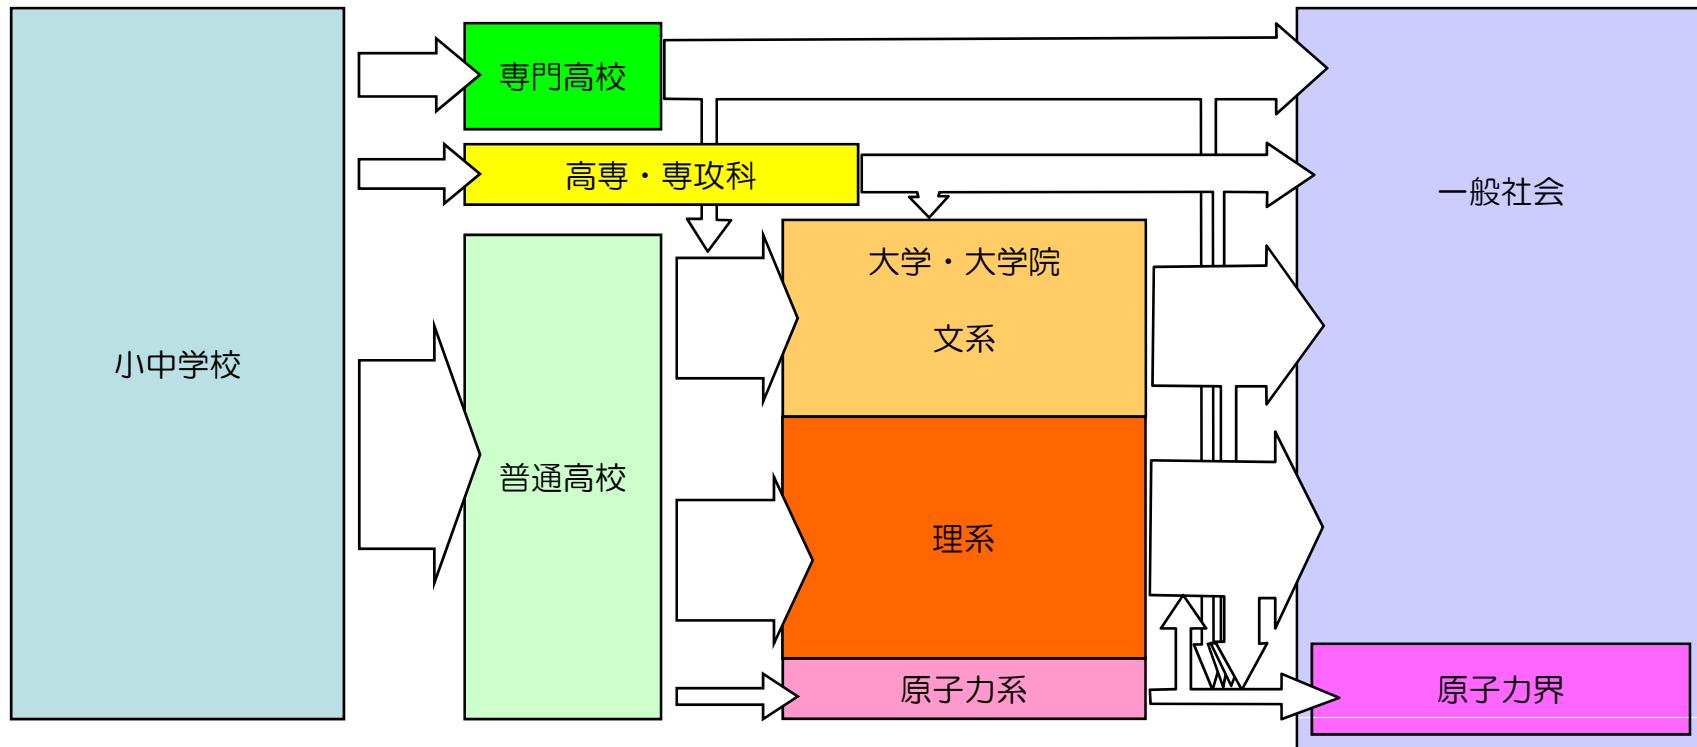 小中学校
専門高校
高専・専攻科
普通高校
大学・大学院
文系
理系
原子力系
一般社会
原子力界